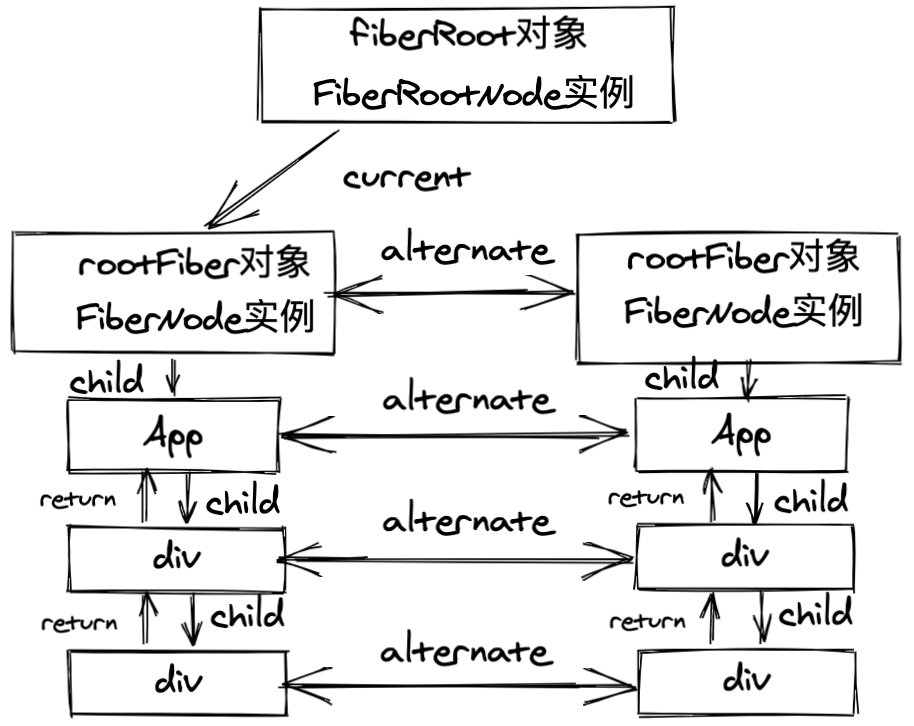 fiberRoot对象
FiberRootNode实例
current
rootFiber对象
FiberNode实例
alternate
rootFiber对象
FiberNode实例
child
child
App
alternate
App
return
child
return
child
div
alternate
div
return
child
return
child
div
alternate
div